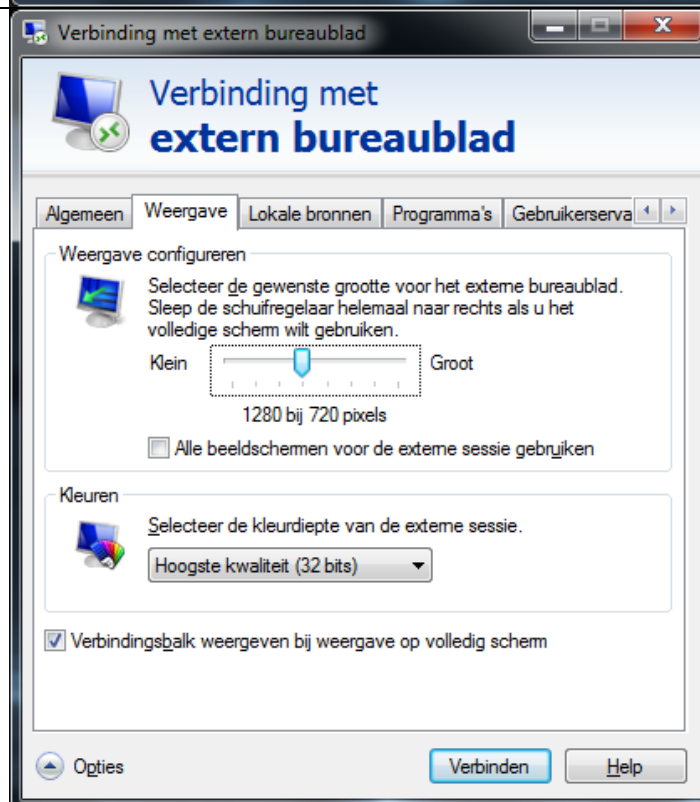 Verbinding met extern bureaublad
Verbinding met
extern bureaublad
Algemeen Weergave Lokale bronnen Programma's Gebruikerserva
Weergave configureren
Selecteer de gewenste grootte voor het externe bureaublad.
Sleep de schuifregelaar helemaal naar rechts als u het
volledige scherm wilt gebruiken.
Klein Groot
1280 bij 720 pixels
Alle beeldschermen voor de externe sessie gebruiken
Kleuren
Selecteer de kleurdiepte van de externe sessie.
Hoogste kwaliteit (32 bits)
Verbindingsbalk weergeven bij weergave op volledig scherm
Opties Verbinden Help